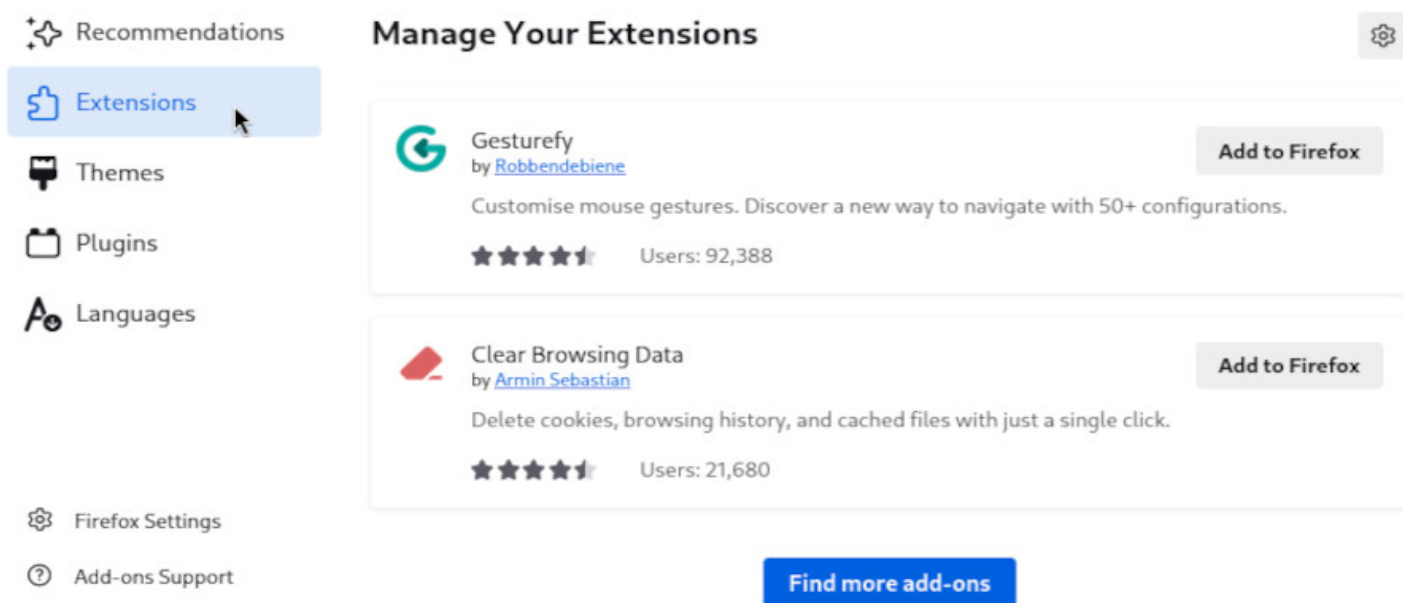 Recommendations
Extensions
Themes
Plugins
Languages
Firefox Settings
Add-ons Support
Manage Your Extensions
Gesturefy
by Robbendebiene
Customise mouse gestures. Discover a new way to navigate with 50+ configurations.
Users: 92,388
Add to Firefox
Clear Browsing Data
by Armin Sebastian
Delete cookies, browsing history, and cached files with just a single click.
Users: 21,680
Add to Firefox
Find more add-ons